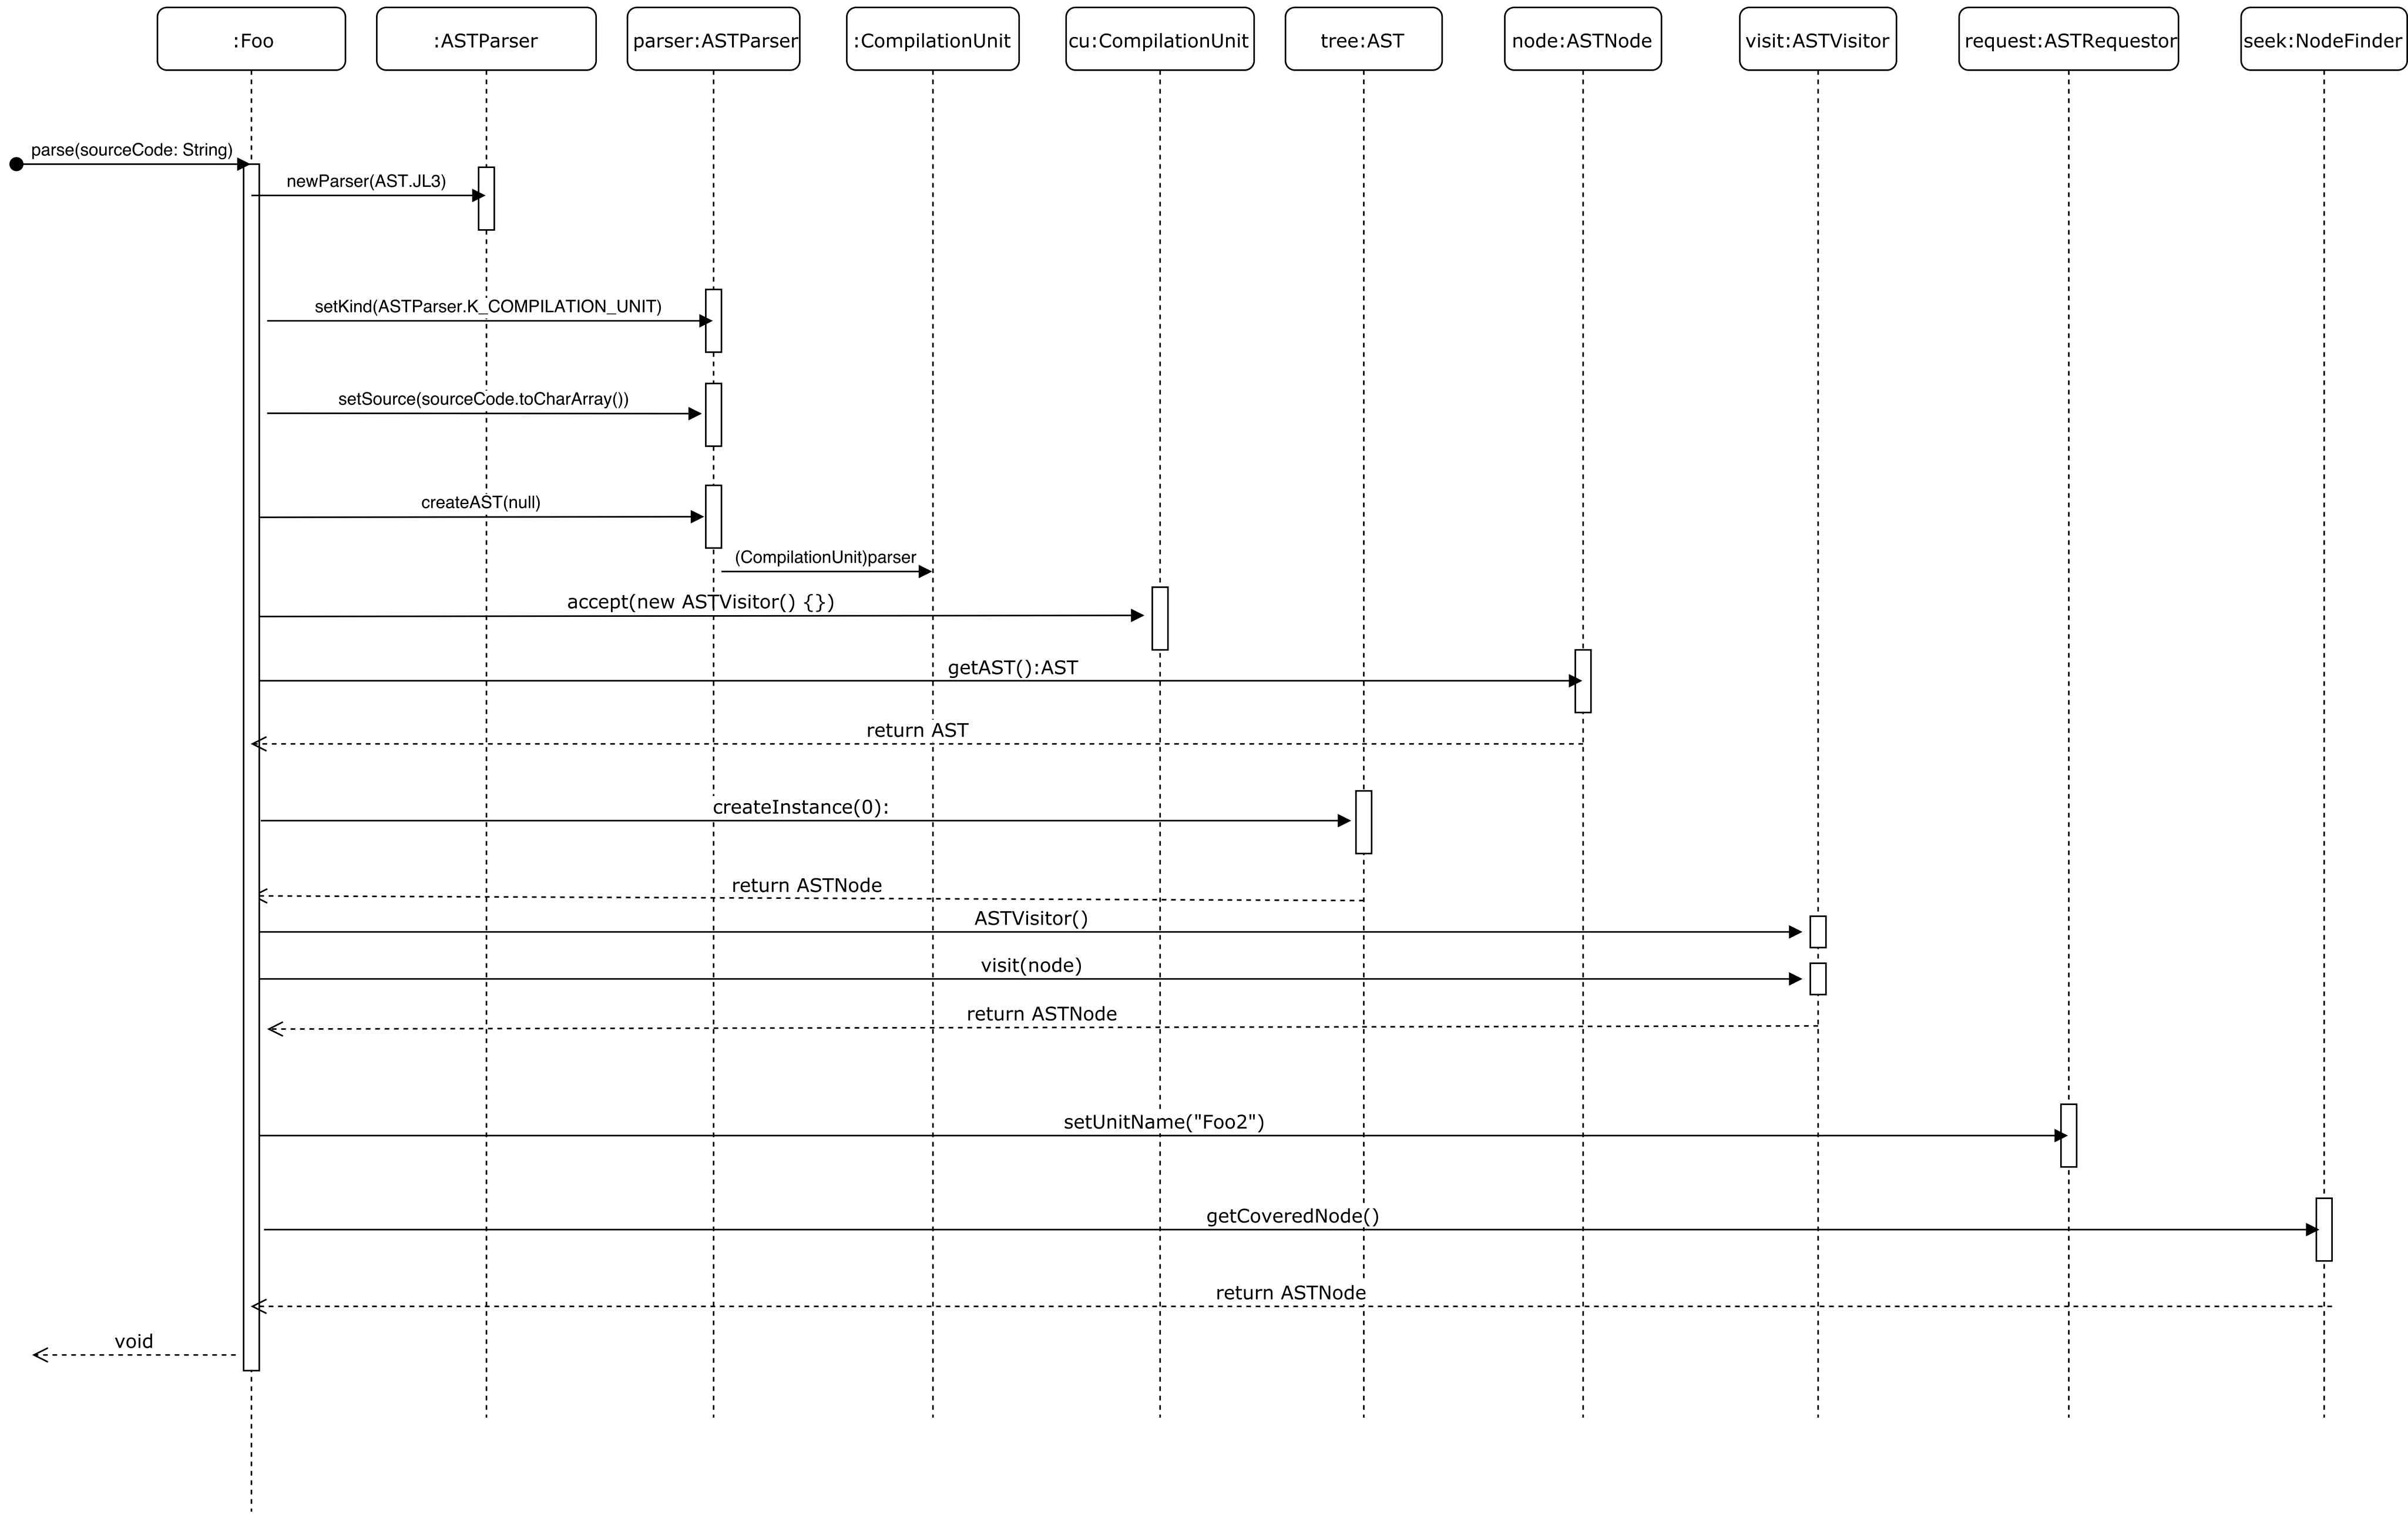 :Foo
:ASTParser
parser:ASTParser
:CompilationUnit
cu:CompilationUnit
tree:AST
node:ASTNode
visit:ASTVisitor
request:ASTRequestor
seek:NodeFinder
parse(sourceCode: String)
newParser(AST.JL3)
setKind(ASTParser.K_COMPILATION_UNIT)
setSource(sourceCode.toCharArray())
createAST(null)
(CompilationUnit)parser
accept(new ASTVisitor() {})
getAST():AST
return AST
createInstance(0):
return ASTNode
ASTVisitor()
visit(node)
return ASTNode
setUnitName("Foo2")
getCoveredNode()
return ASTNode
void